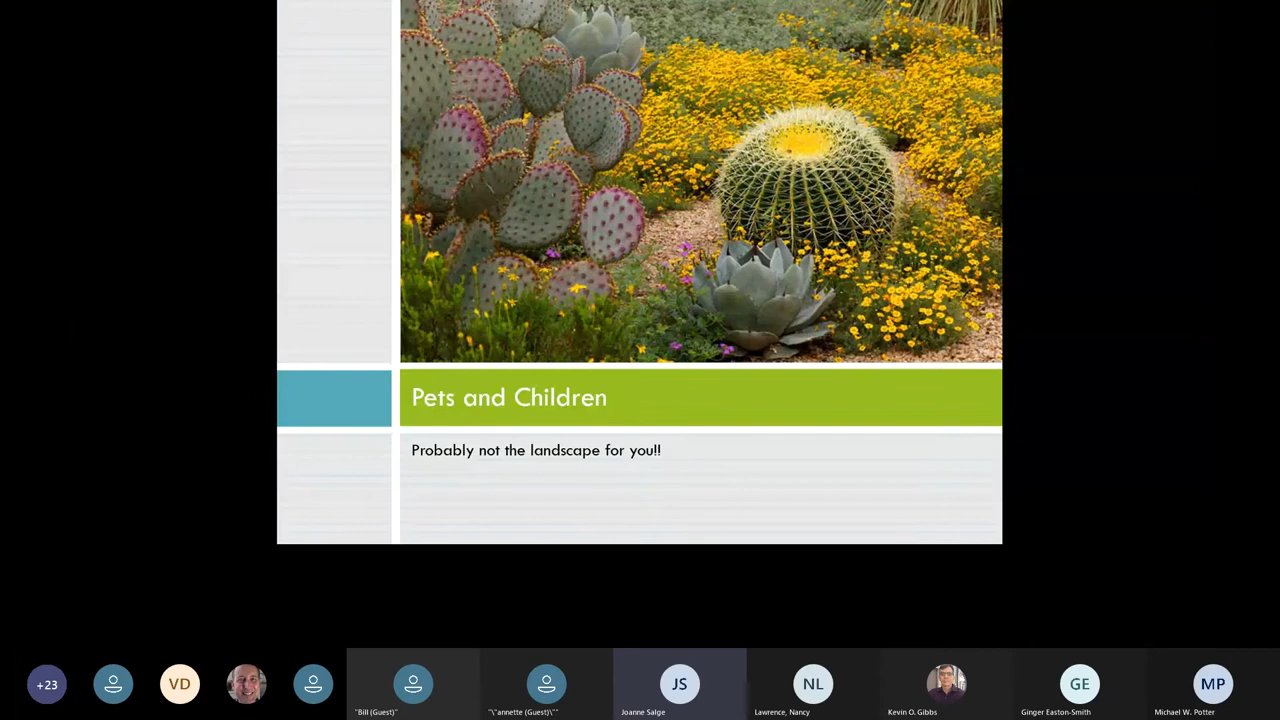 Pets and Children
Probably not the landscape for you!!
+23
VD
JS
NL
GE
MP
"Bill (Guest)"
"\"annette (Guest)\""
Joanne Salge
Lawrence, Nancy
Kevin O. Gibbs
Ginger Easton-Smith
Michael W. Potter